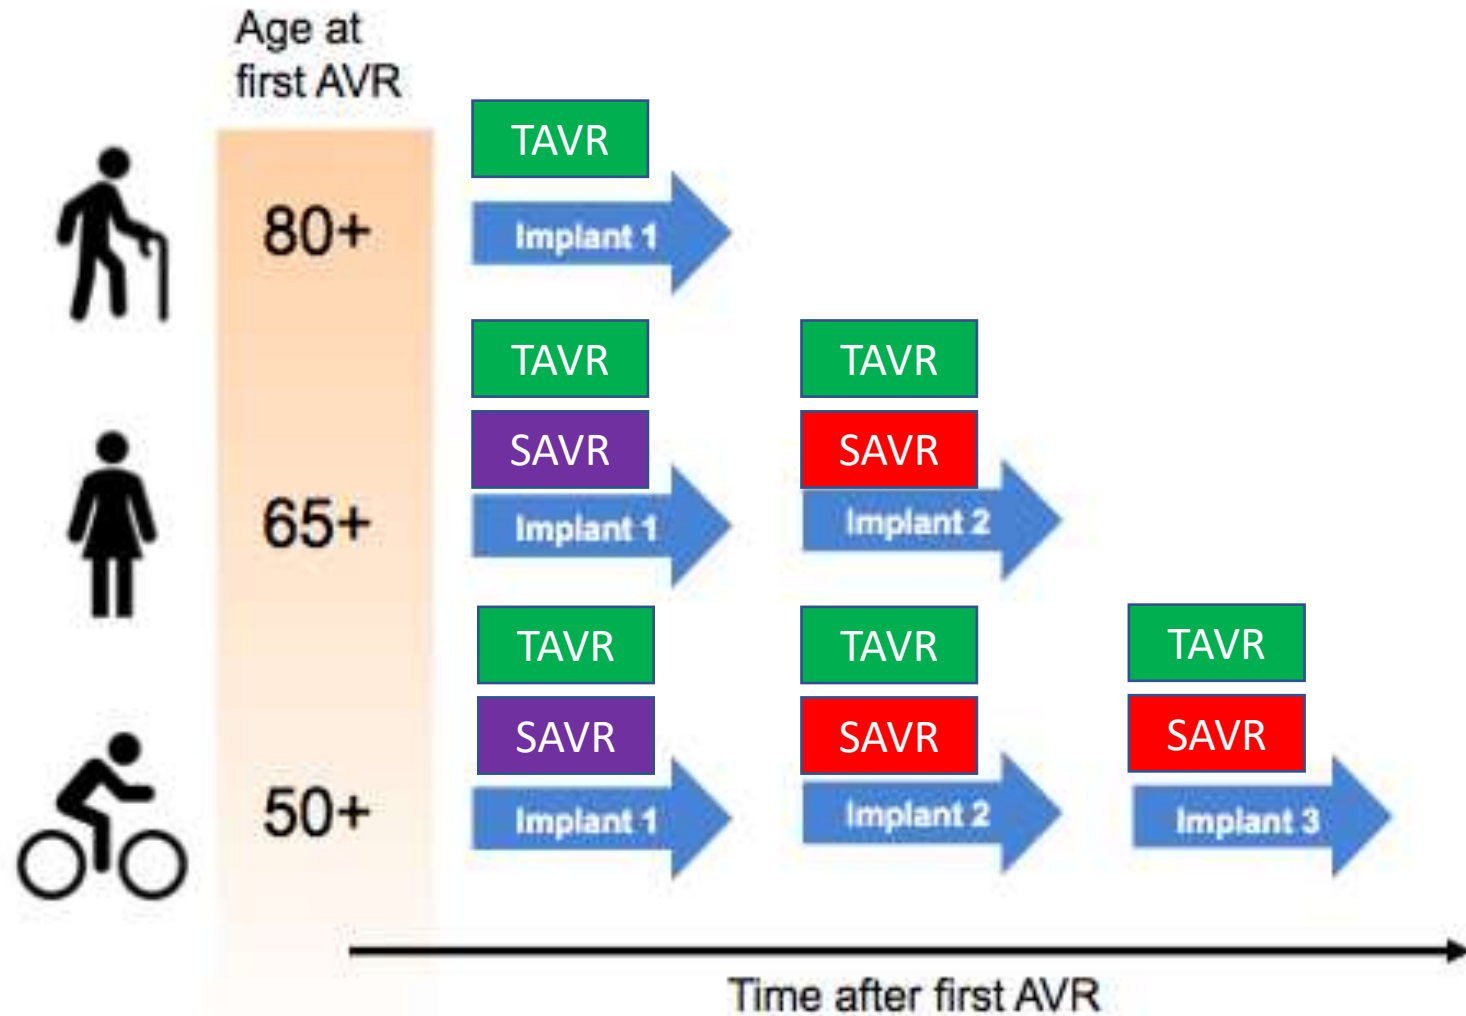 Age at
first AVR
TAVR
80+
Implant 1
TAVR
TAVR
SAVR
SAVR
65+
Implant 1
Implant 2
TAVR
TAVR
TAVR
SAVR
SAVR
SAVR
50+
Implant 1
Implant 2
Implant 3
Time after first AVR